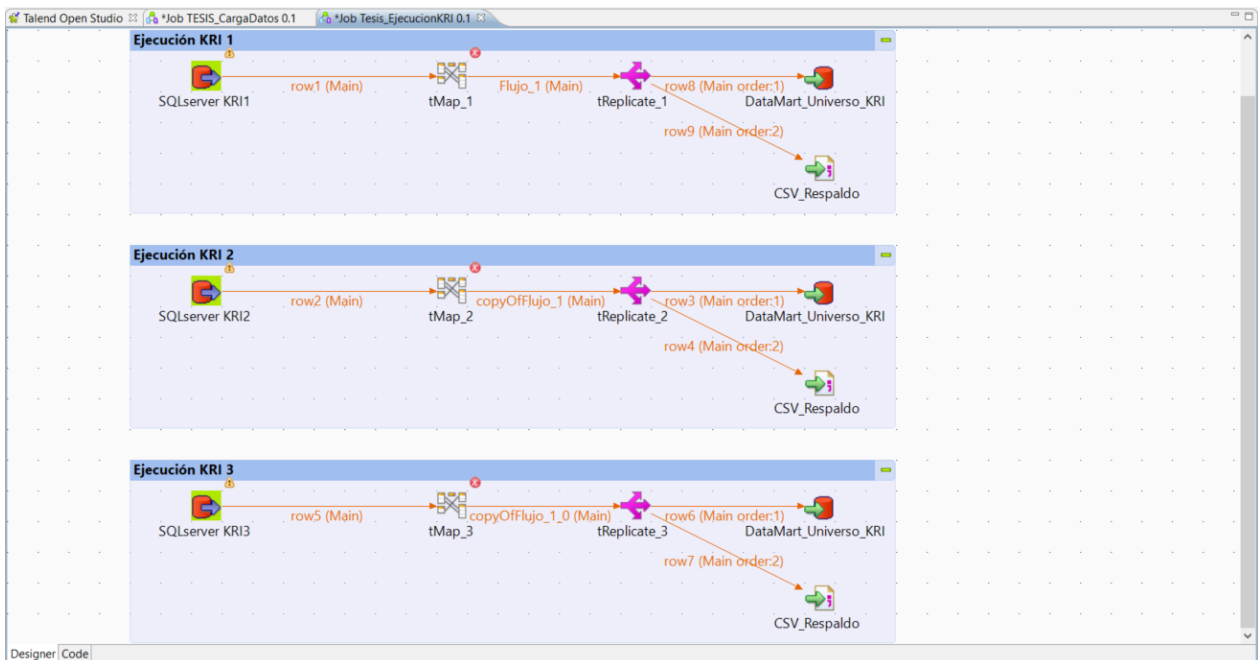 Talend Open Studio *Job TESIS_CargaDatos 0.1 *Job Tesis_EjecucionKRI 0.1
Ejecución KRI 1
row1 (Main) Flujo_1 (Main) row8 (Main order:1)
SQLserver KRI1 tMap_1 tReplicate_1 DataMart_Universo_KRI
row9 (Main order:2)
CSV_Respaldo
Ejecución KRI 2
row2 (Main) copyOfFlujo_1 (Main) row3 (Main order:1)
SQLserver KRI2 tMap_2 tReplicate_2 DataMart_Universo_KRI
row4 (Main order:2)
CSV_Respaldo
Ejecución KRI 3
row5 (Main) copyOfFlujo_1_0 (Main) row6 (Main order:1)
SQLserver KRI3 tMap_3 tReplicate_3 DataMart_Universo_KRI
row7 (Main order:2)
CSV_Respaldo
Designer Code